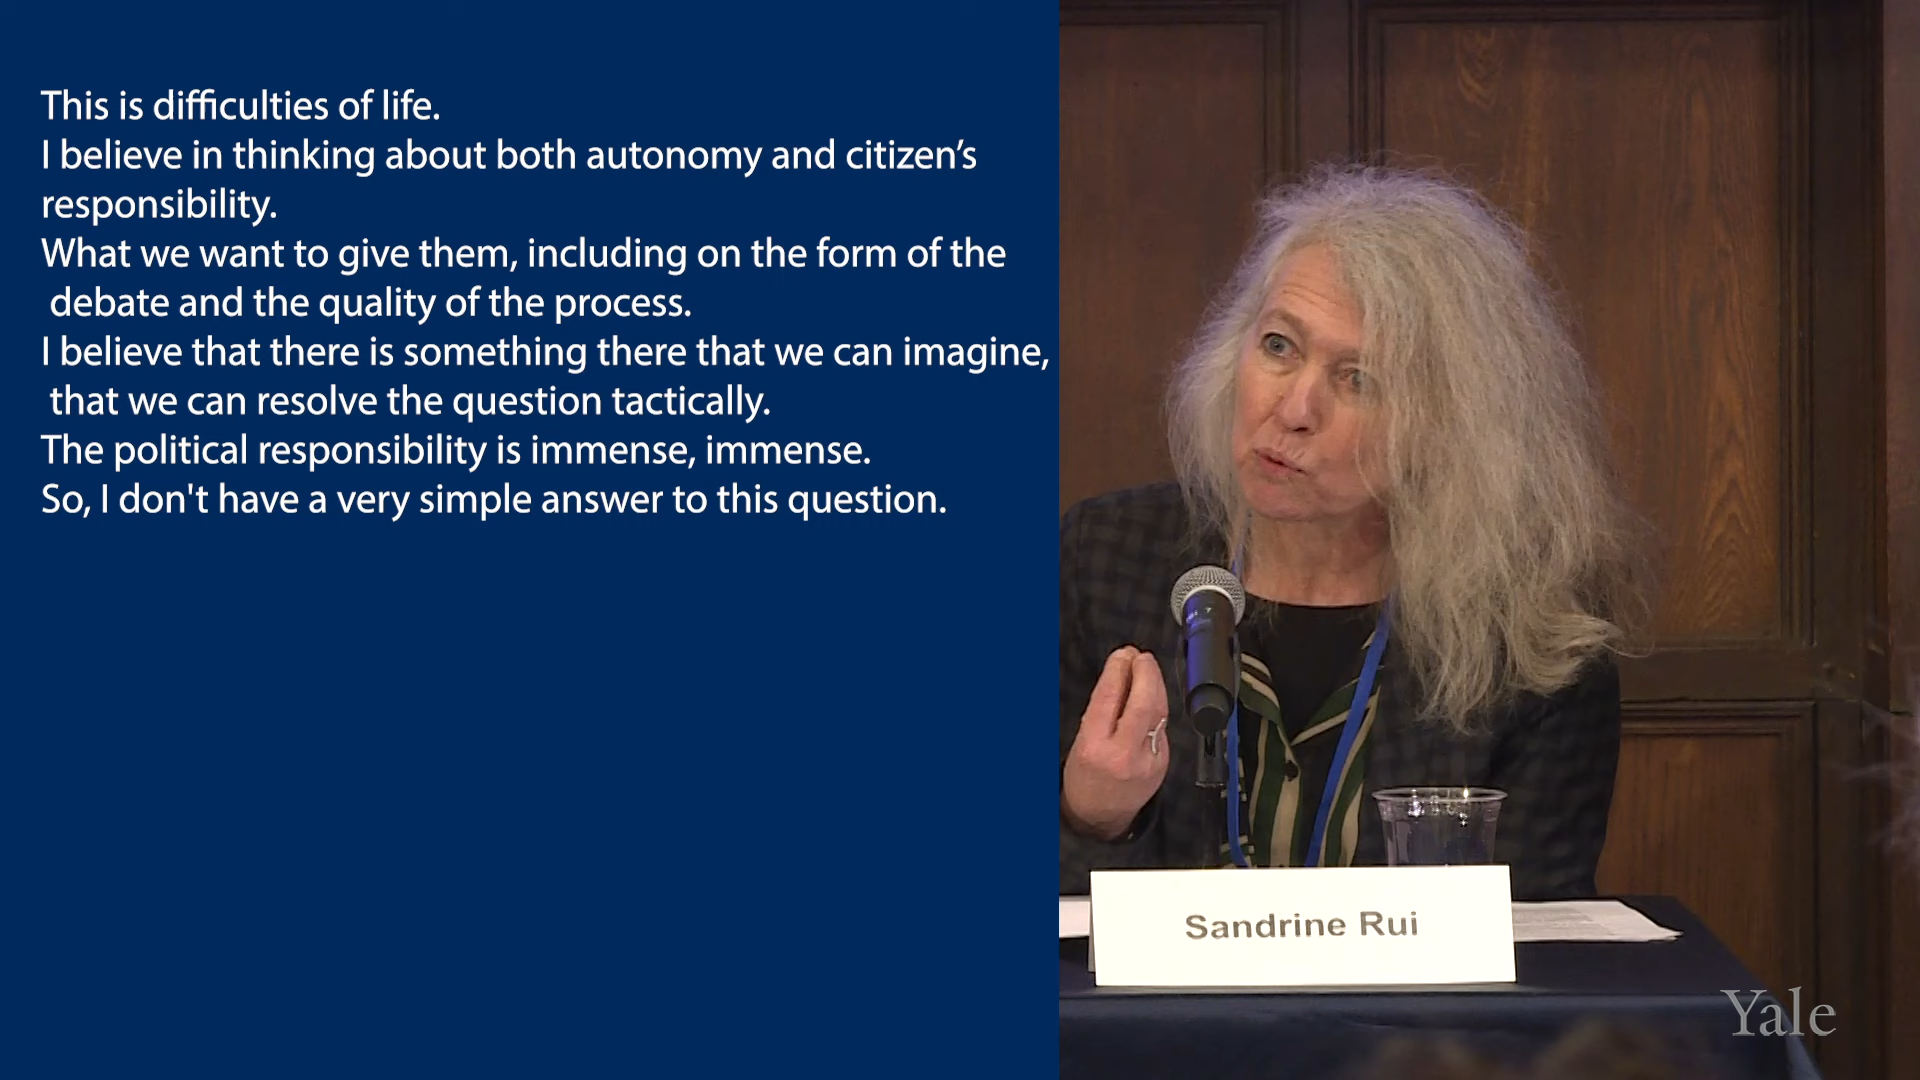 This is difficulties of life.
I believe in thinking about both autonomy and citizen’s
responsibility.
What we want to give them, including on the form of the
debate and the quality of the process.
I believe that there is something there that we can imagine,
that we can resolve the question tactically.
The political responsibility is immense, immense.
So, I don't have a very simple answer to this question.
Sandrine Rui
Yale